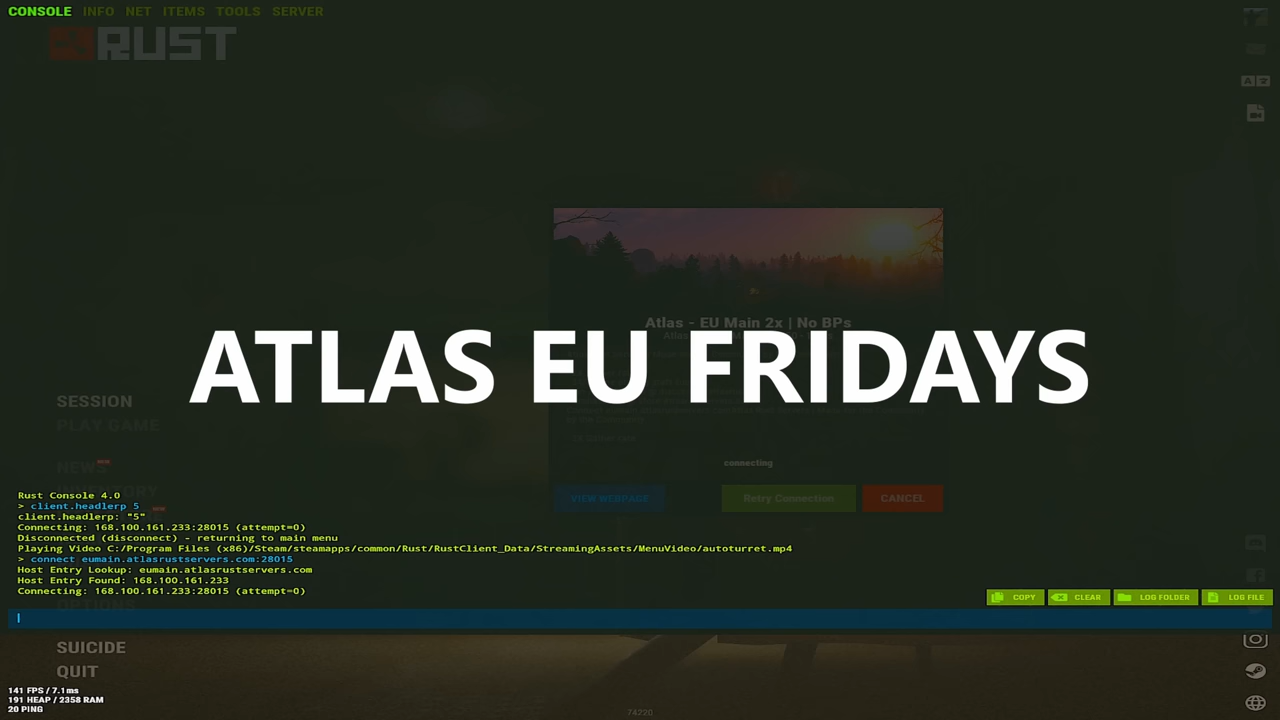 CONSOLE INFO NET ITEMS TOOLS SERVER
RUST
Atlas - EU Main 2x | No BPs
ATLAS EU FRIDAYS
SESSION
PLAY GAME
connecting
NEWS
INVENTORY
VIEW WEBPAGE Retry Connection CANCEL
Rust Console 4.0
> client.headlerp 5
client.headlerp: "5"
Connecting: 168.100.161.233:28015 (attempt=0)
Disconnected (disconnect) - returning to main menu
Playing Video C:/Program Files (x86)/Steam/steamapps/common/Rust/RustClient_Data/StreamingAssets/MenuVideo/autoturret.mp4
> connect eumain.atlasrustservers.com:28015
Host Entry Lookup: eumain.atlasrustservers.com
Host Entry Found: 168.100.161.233
Connecting: 168.100.161.233:28015 (attempt=0)
COPY CLEAR LOG FOLDER LOG FILE
OPTIONS
SUICIDE
QUIT
141 FPS / 7.1ms
191 HEAP / 2358 RAM
20 PING
74220